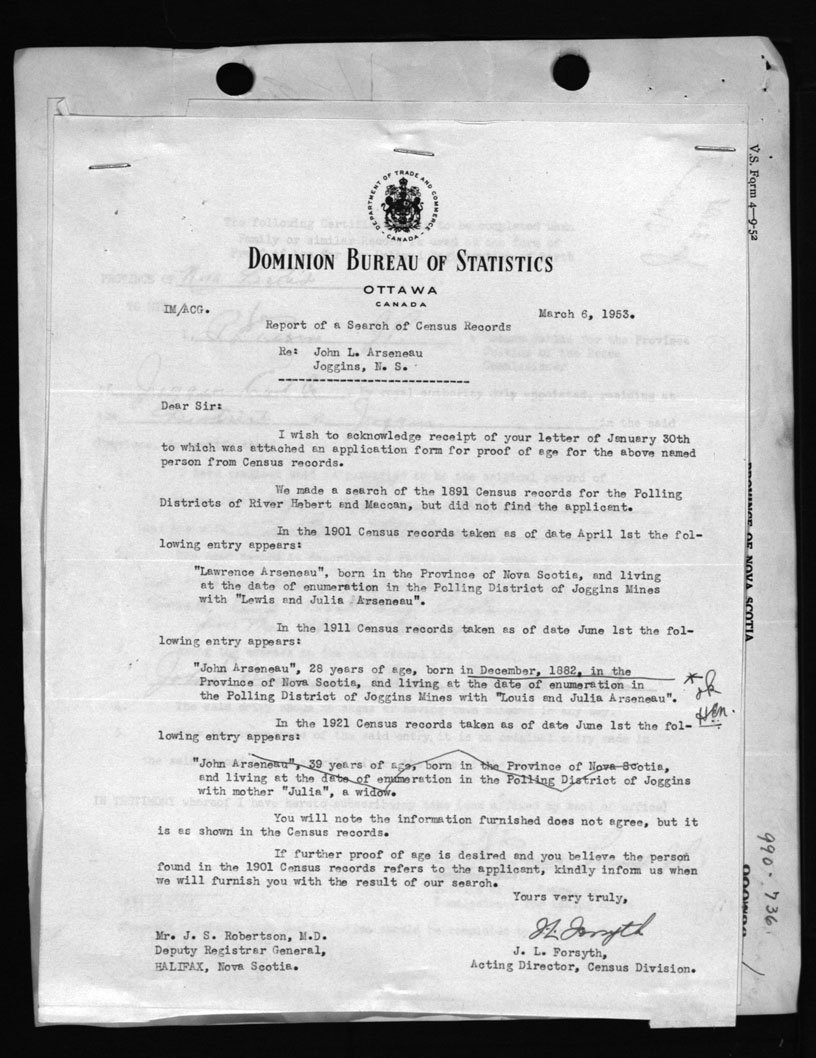 DEPARTMENT OF TRADE AND COMMERCE
CANADA
DOMINION BUREAU OF STATISTICS
OTTAWA
CANADA
IM/ACG.
March 6, 1953.
Report of a Search of Census Records
Re: John L. Arseneau
Joggins, N. S.
Dear Sir:
I wish to acknowledge receipt of your letter of January 30th
to which was attached an application form for proof of age for the above named
person from Census records.
We made a search of the 1891 Census records for the Polling
Districts of River Hebert and Maccan, but did not find the applicant.
In the 1901 Census records taken as of date April 1st the fol-
lowing entry appears:
"Lawrence Arseneau", born in the Province of Nova Scotia, and living
at the date of enumeration in the Polling District of Joggins Mines
with "Lewis and Julia Arseneau".
In the 1911 Census records taken as of date June 1st the fol-
lowing entry appears:
"John Arseneau", 28 years of age, born in December, 1882, in the
Province of Nova Scotia, and living at the date of enumeration in
the Polling District of Joggins Mines with "Louis and Julia Arseneau".
In the 1921 Census records taken as of date June 1st the fol-
lowing entry appears:
"John Arseneau", 39 years of age, born in the Province of Nova Scotia,
and living at the date of enumeration in the Polling District of Joggins
with mother "Julia", a widow.
You will note the information furnished does not agree, but it
is as shown in the Census records.
If further proof of age is desired and you believe the person
found in the 1901 Census records refers to the applicant, kindly inform us when
we will furnish you with the result of our search.
Yours very truly,
J L Forsyth
Mr. J. S. Robertson, M.D.
Deputy Registrar General,
HALIFAX, Nova Scotia.
J. L. Forsyth,
Acting Director, Census Division.
V.S. Form 4—9-52
PROVINCE OF NOVA SCOTIA
990.736